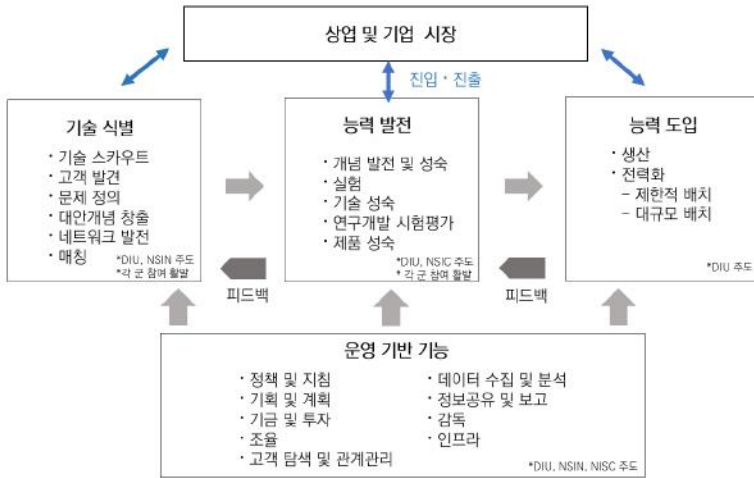 상업 및 기업 시장
진입·진출
기술 식별
· 기술 스카우트
· 고객 발견
· 문제 정의
· 대안개념 창출
· 네트워크 발전
· 매칭
*DIU, NSIN 주도
*각 군 참여 활발
능력 발전
· 개념 발전 및 성숙
· 실험
· 기술 성숙
· 연구개발 시험평가
· 제품 성숙
*DIU, NSIC 주도
* 각 군 참여 활발
능력 도입
· 생산
· 전력화
– 제한적 배치
– 대규모 배치
*DIU 주도
피드백
피드백
운영 기반 기능
· 정책 및 지침
· 기획 및 계획
· 기금 및 투자
· 조율
· 고객 탐색 및 관계관리
· 데이터 수집 및 분석
· 정보공유 및 보고
· 감독
· 인프라
*DIU, NSIN, NISC 주도